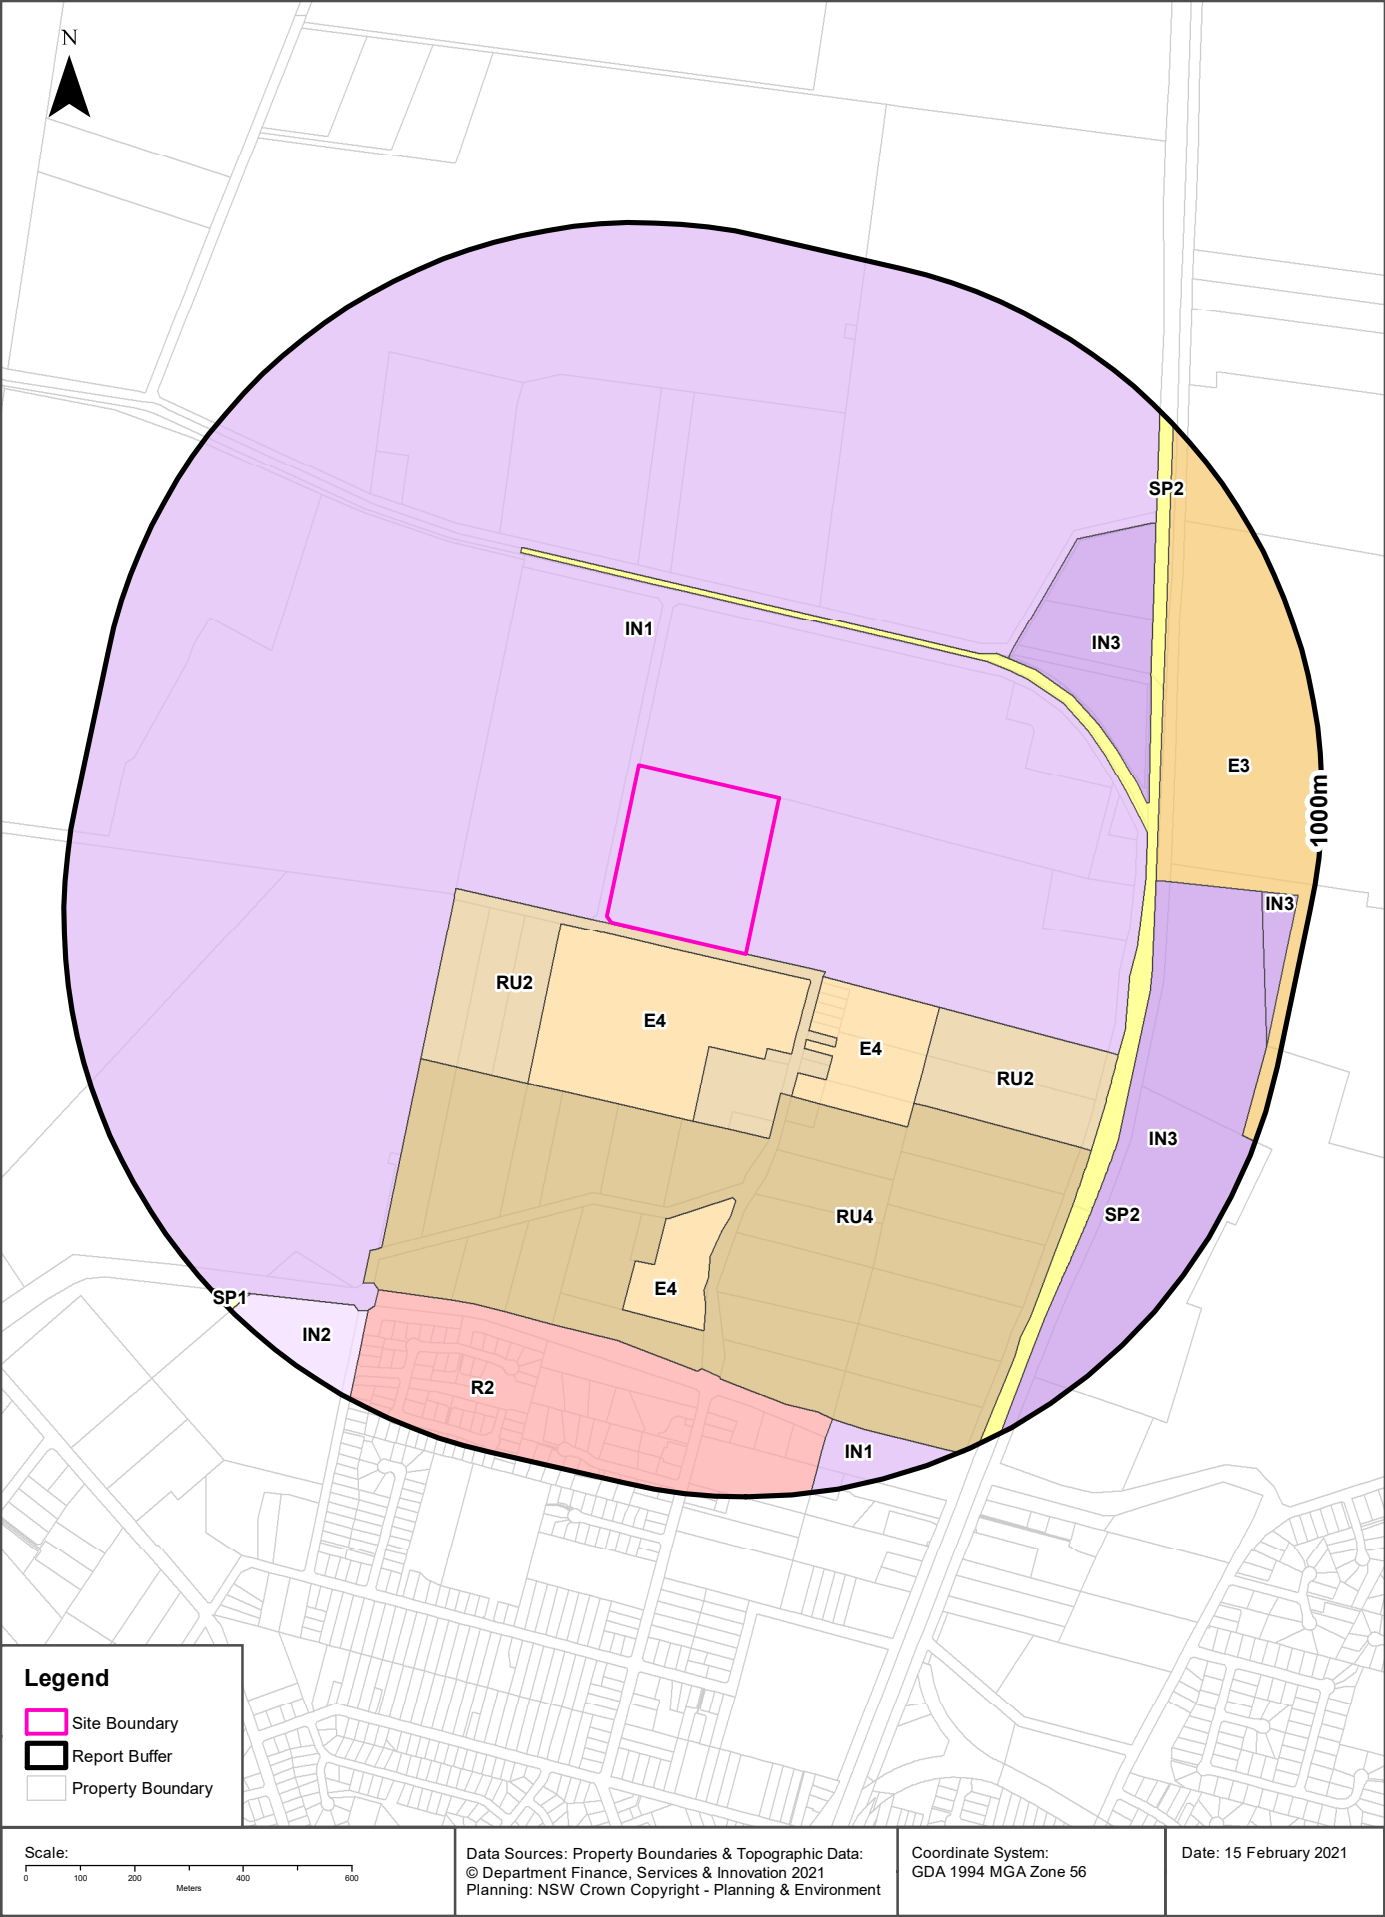 N
SP2
IN1
IN3
E3
1000m
IN3
RU2
E4
E4
RU2
IN3
RU4
SP2
E4
SP1
IN2
R2
IN1
Legend
Site Boundary
Report Buffer
Property Boundary
Scale:
0 100 200 400 600
Meters
Data Sources: Property Boundaries & Topographic Data:
© Department Finance, Services & Innovation 2021
Planning: NSW Crown Copyright - Planning & Environment
Coordinate System:
GDA 1994 MGA Zone 56
Date: 15 February 2021